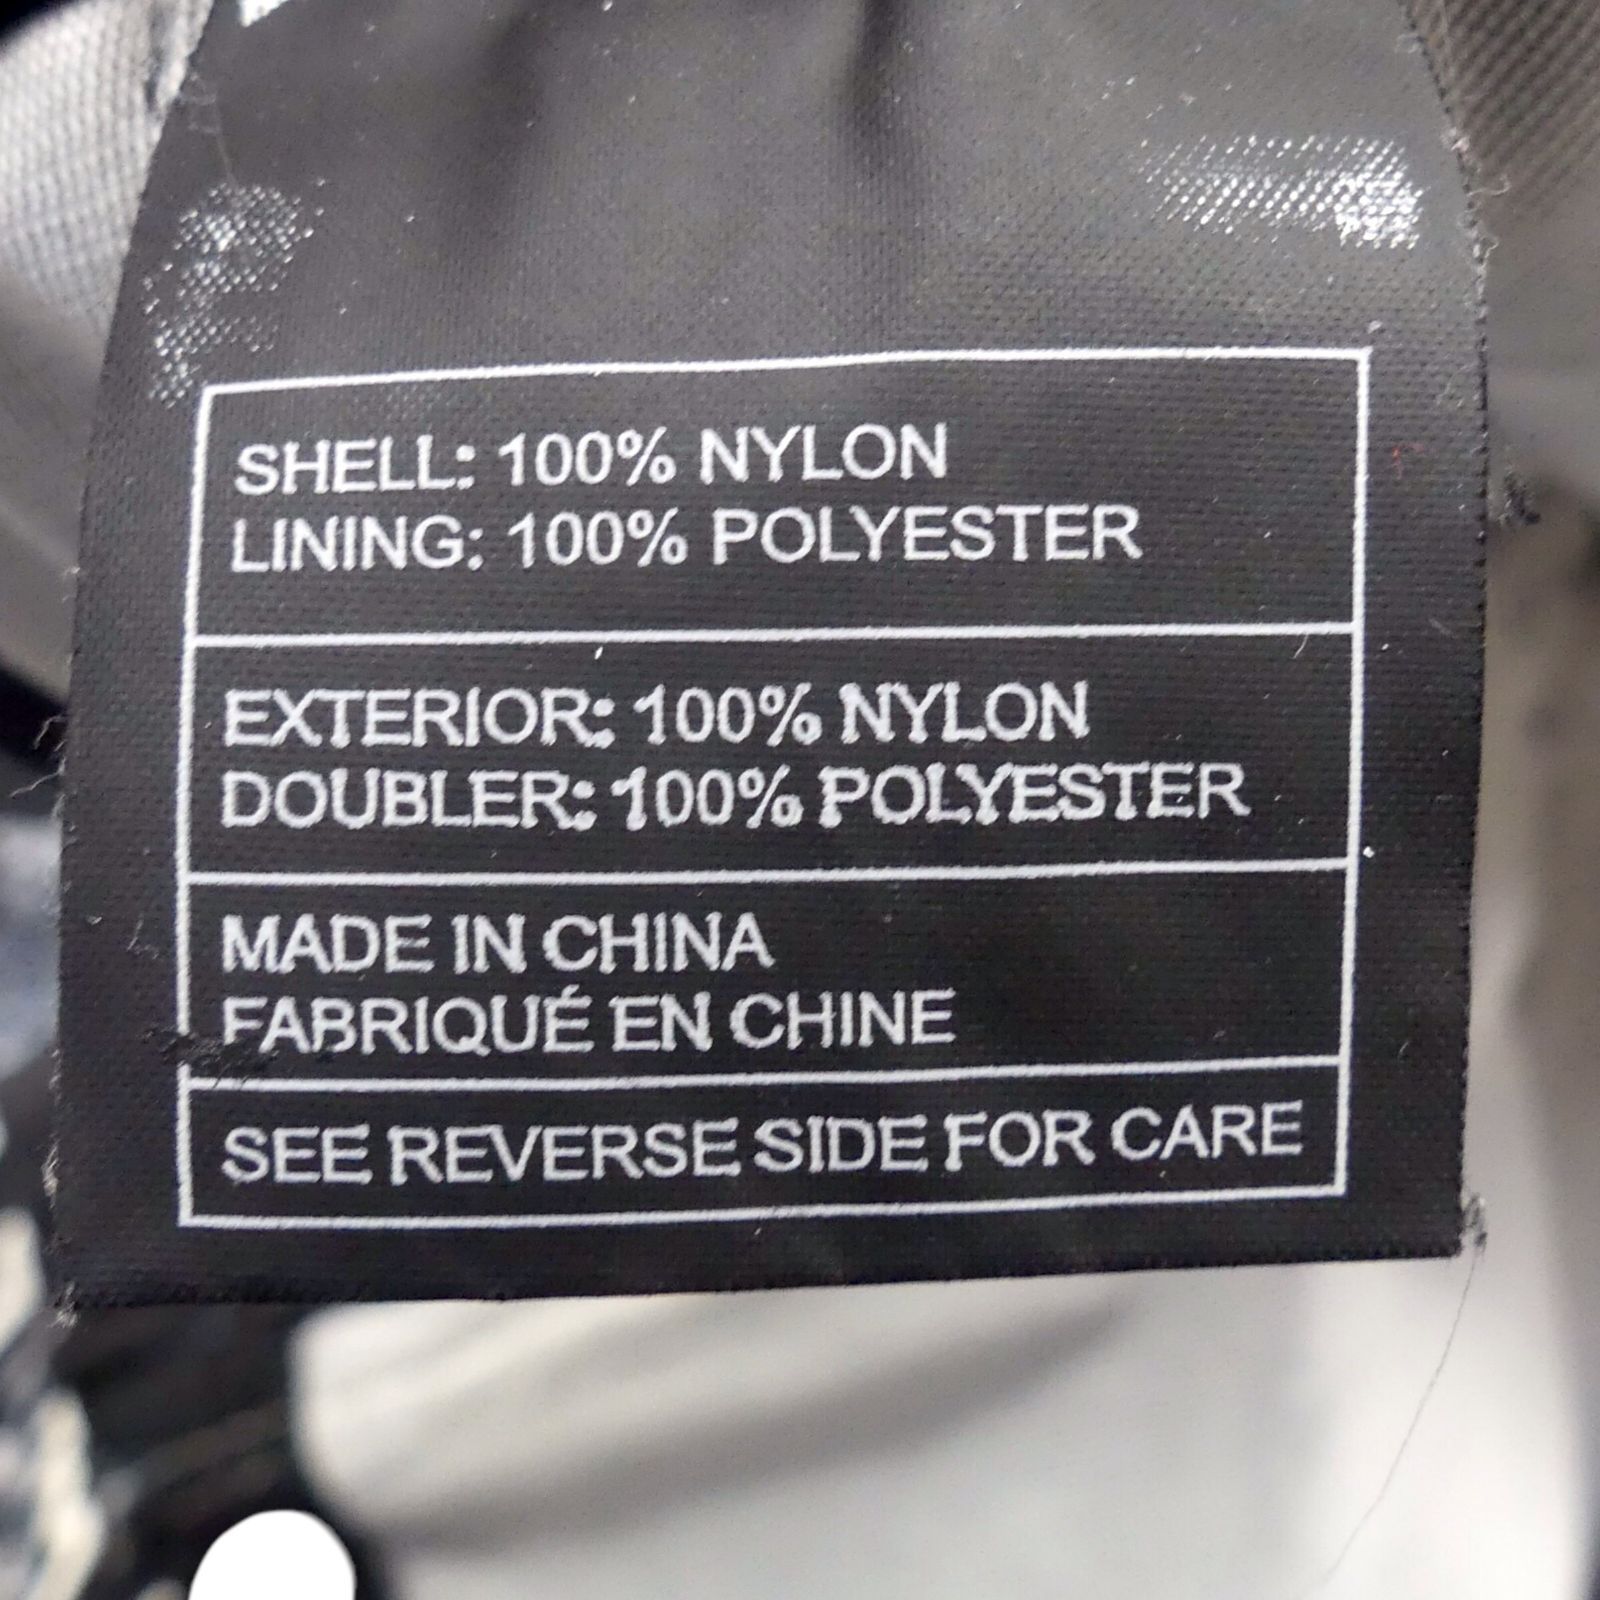 SHELL: 100% NYLON
LINING: 100% POLYESTER
EXTERIOR: 100% NYLON
DOUBLER: 100% POLYESTER
MADE IN CHINA
FABRIQUÉ EN CHINE
SEE REVERSE SIDE FOR CARE